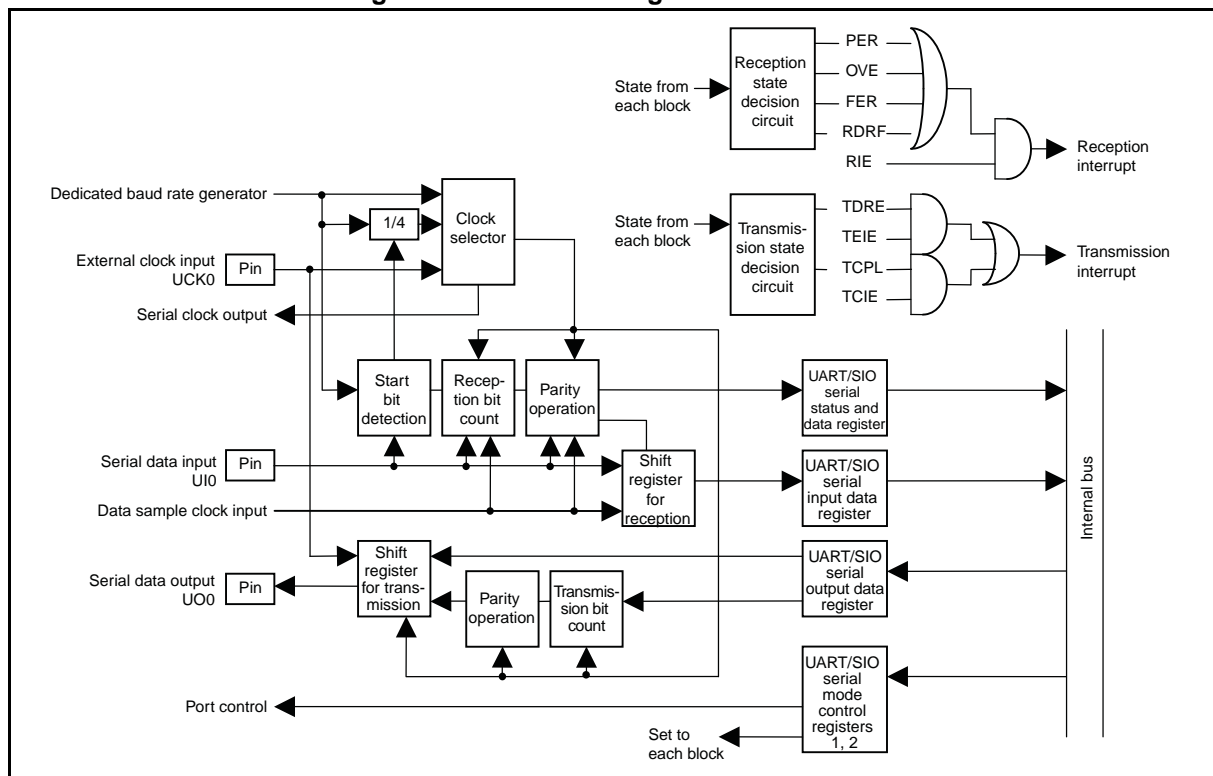 PER
Reception
state
decision
circuit
OVE
State from
each block
FER
RDRF
RIE
Reception
interrupt
Dedicated baud rate generator
Clock
selector
1/4
State from
each block
Transmis-
sion state
decision
circuit
TDRE
TEIE
TCPL
TCIE
Transmission
interrupt
External clock input
UCK0
Pin
Serial clock output
Start
bit
detection
Recep-
tion bit
count
Parity
operation
UART/SIO
serial
status and
data register
Serial data input
UI0
Pin
Shift
register
for
reception
UART/SIO
serial
input data
register
Data sample clock input
Internal bus
Serial data output
UO0
Pin
Shift
register
for trans-
mission
Parity
operation
Transmis-
sion bit
count
UART/SIO
serial
output data
register
UART/SIO
serial
mode
control
registers
1, 2
Port control
Set to
each block